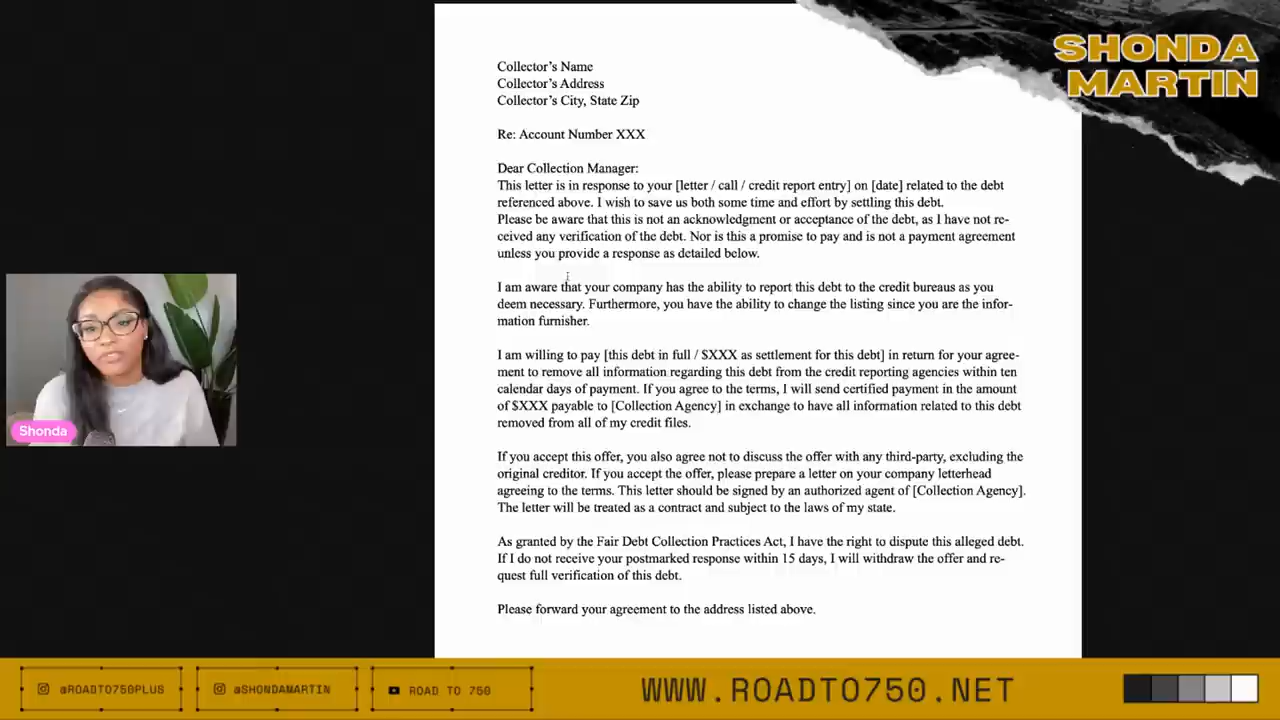 SHONDA
MARTIN
Collector's Name
Collector's Address
Collector's City, State Zip
Re: Account Number XXX
Dear Collection Manager:
This letter is in response to your [letter / call / credit report entry] on [date] related to the debt
referenced above. I wish to save us both some time and effort by settling this debt.
Please be aware that this is not an acknowledgment or acceptance of the debt, as I have not re-
ceived any verification of the debt. Nor is this a promise to pay and is not a payment agreement
unless you provide a response as detailed below.
I am aware that your company has the ability to report this debt to the credit bureaus as you
deem necessary. Furthermore, you have the ability to change the listing since you are the infor-
mation furnisher.
I am willing to pay [this debt in full / $XXX as settlement for this debt] in return for your agree-
ment to remove all information regarding this debt from the credit reporting agencies within ten
calendar days of payment. If you agree to the terms, I will send certified payment in the amount
of $XXX payable to [Collection Agency] in exchange to have all information related to this debt
removed from all of my credit files.
If you accept this offer, you also agree not to discuss the offer with any third-party, excluding the
original creditor. If you accept the offer, please prepare a letter on your company letterhead
agreeing to the terms. This letter should be signed by an authorized agent of [Collection Agency].
The letter will be treated as a contract and subject to the laws of my state.
As granted by the Fair Debt Collection Practices Act, I have the right to dispute this alleged debt.
If I do not receive your postmarked response within 15 days, I will withdraw the offer and re-
quest full verification of this debt.
Please forward your agreement to the address listed above.
Shonda
@ROADTO750PLUS
@SHONDAMARTIN
ROAD TO 750
WWW.ROADTO750.NET